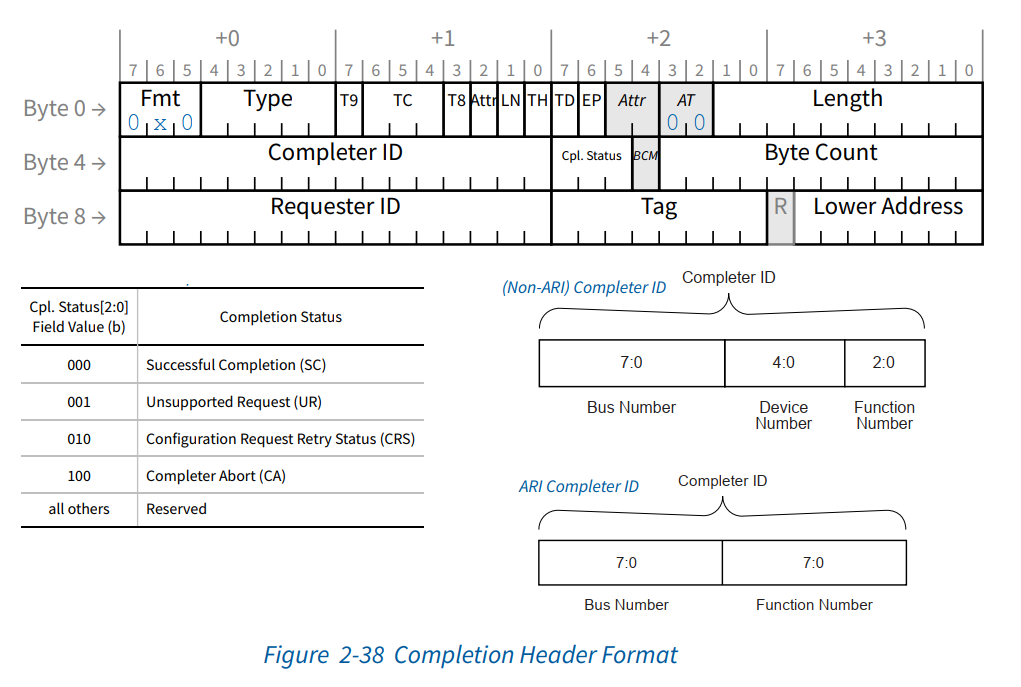 +0 +1 +2 +3
7 6 5 4 3 2 1 0 7 6 5 4 3 2 1 0 7 6 5 4 3 2 1 0 7 6 5 4 3 2 1 0
Byte 0 → Fmt Type T9 TC T8 Attr LN TH TD EP Attr AT Length
0 x 0 0 0
Byte 4 → Completer ID Cpl. Status BCM Byte Count
Byte 8 → Requester ID Tag R Lower Address
Cpl. Status[2:0]
Field Value (b)
Completion Status
000 Successful Completion (SC)
001 Unsupported Request (UR)
010 Configuration Request Retry Status (CRS)
100 Completer Abort (CA)
all others Reserved
(Non-ARI) Completer ID Completer ID
7:0 4:0 2:0
Bus Number Device Function
Number Number
ARI Completer ID Completer ID
7:0 7:0
Bus Number Function Number
Figure 2-38 Completion Header Format